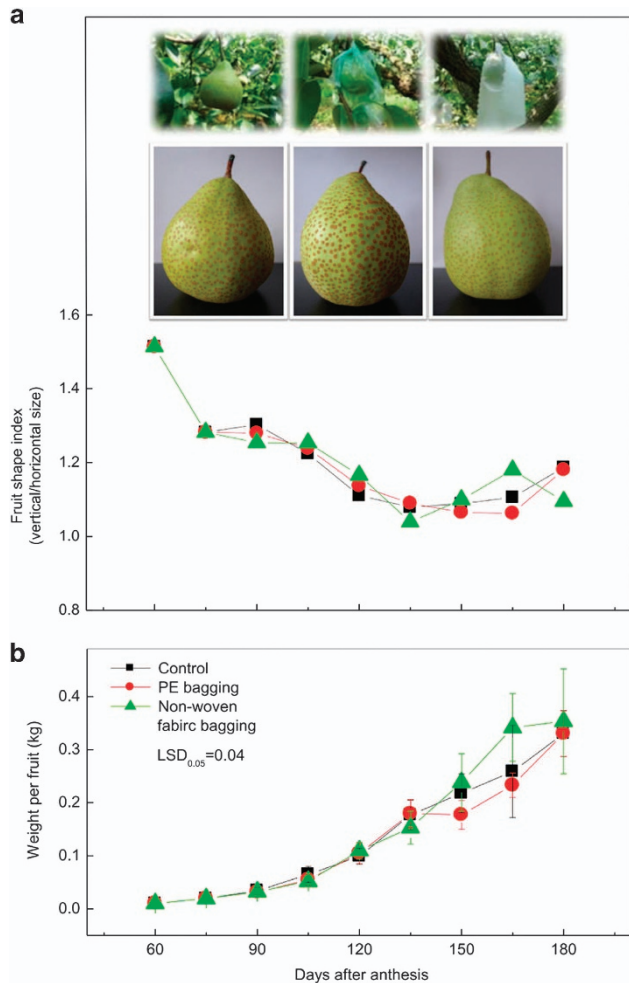 a
1.6
1.4
1.2
1.0
0.8
Fruit shape index
(vertical/horizontal size)
b
Control
PE bagging
Non-woven
fabirc bagging
LSD0.05=0.04
0.4
0.3
0.2
0.1
0.0
Weight per fruit (kg)
60
90
120
150
180
Days after anthesis